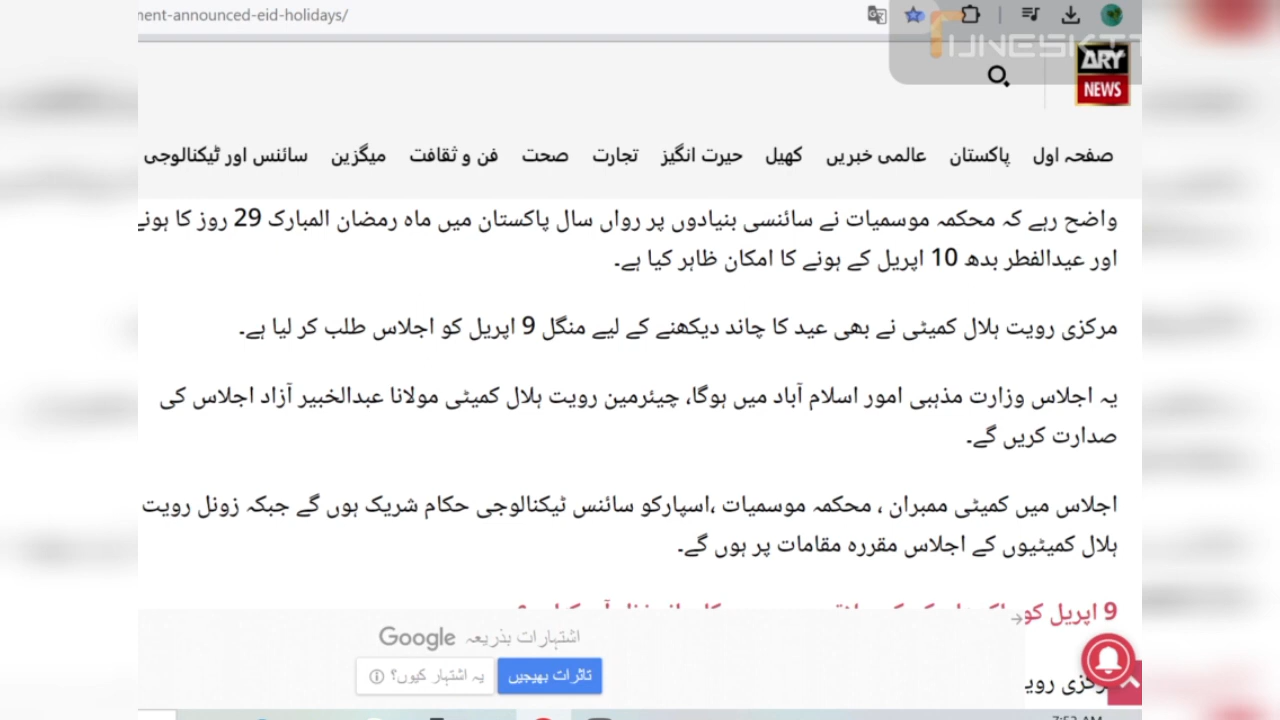 ment-announced-eid-holidays/
TUNESKIT
ARY
NEWS
صفحہ اول پاکستان عالمی خبریں کھیل حیرت انگیز تجارت صحت فن و ثقافت میگزین سائنس اور ٹیکنالوجی
واضح رہے کہ محکمہ موسمیات نے سائنسی بنیادوں پر رواں سال پاکستان میں ماہ رمضان المبارک 29 روز کا ہونے
اور عیدالفطر بدھ 10 اپریل کے ہونے کا امکان ظاہر کیا ہے۔
مرکزی رویت ہلال کمیٹی نے بھی عید کا چاند دیکھنے کے لیے منگل 9 اپریل کو اجلاس طلب کر لیا ہے۔
یہ اجلاس وزارت مذہبی امور اسلام آباد میں ہوگا، چیئرمین رویت ہلال کمیٹی مولانا عبدالخبیر آزاد اجلاس کی
صدارت کریں گے۔
اجلاس میں کمیٹی ممبران ، محکمہ موسمیات ،اسپارکو سائنس ٹیکنالوجی حکام شریک ہوں گے جبکہ زونل رویت
ہلال کمیٹیوں کے اجلاس مقررہ مقامات پر ہوں گے۔
9 اپریل کو
اشتہارات بذریعہ Google
تاثرات بھیجیں
یہ اشتہار کیوں؟
مرکزی